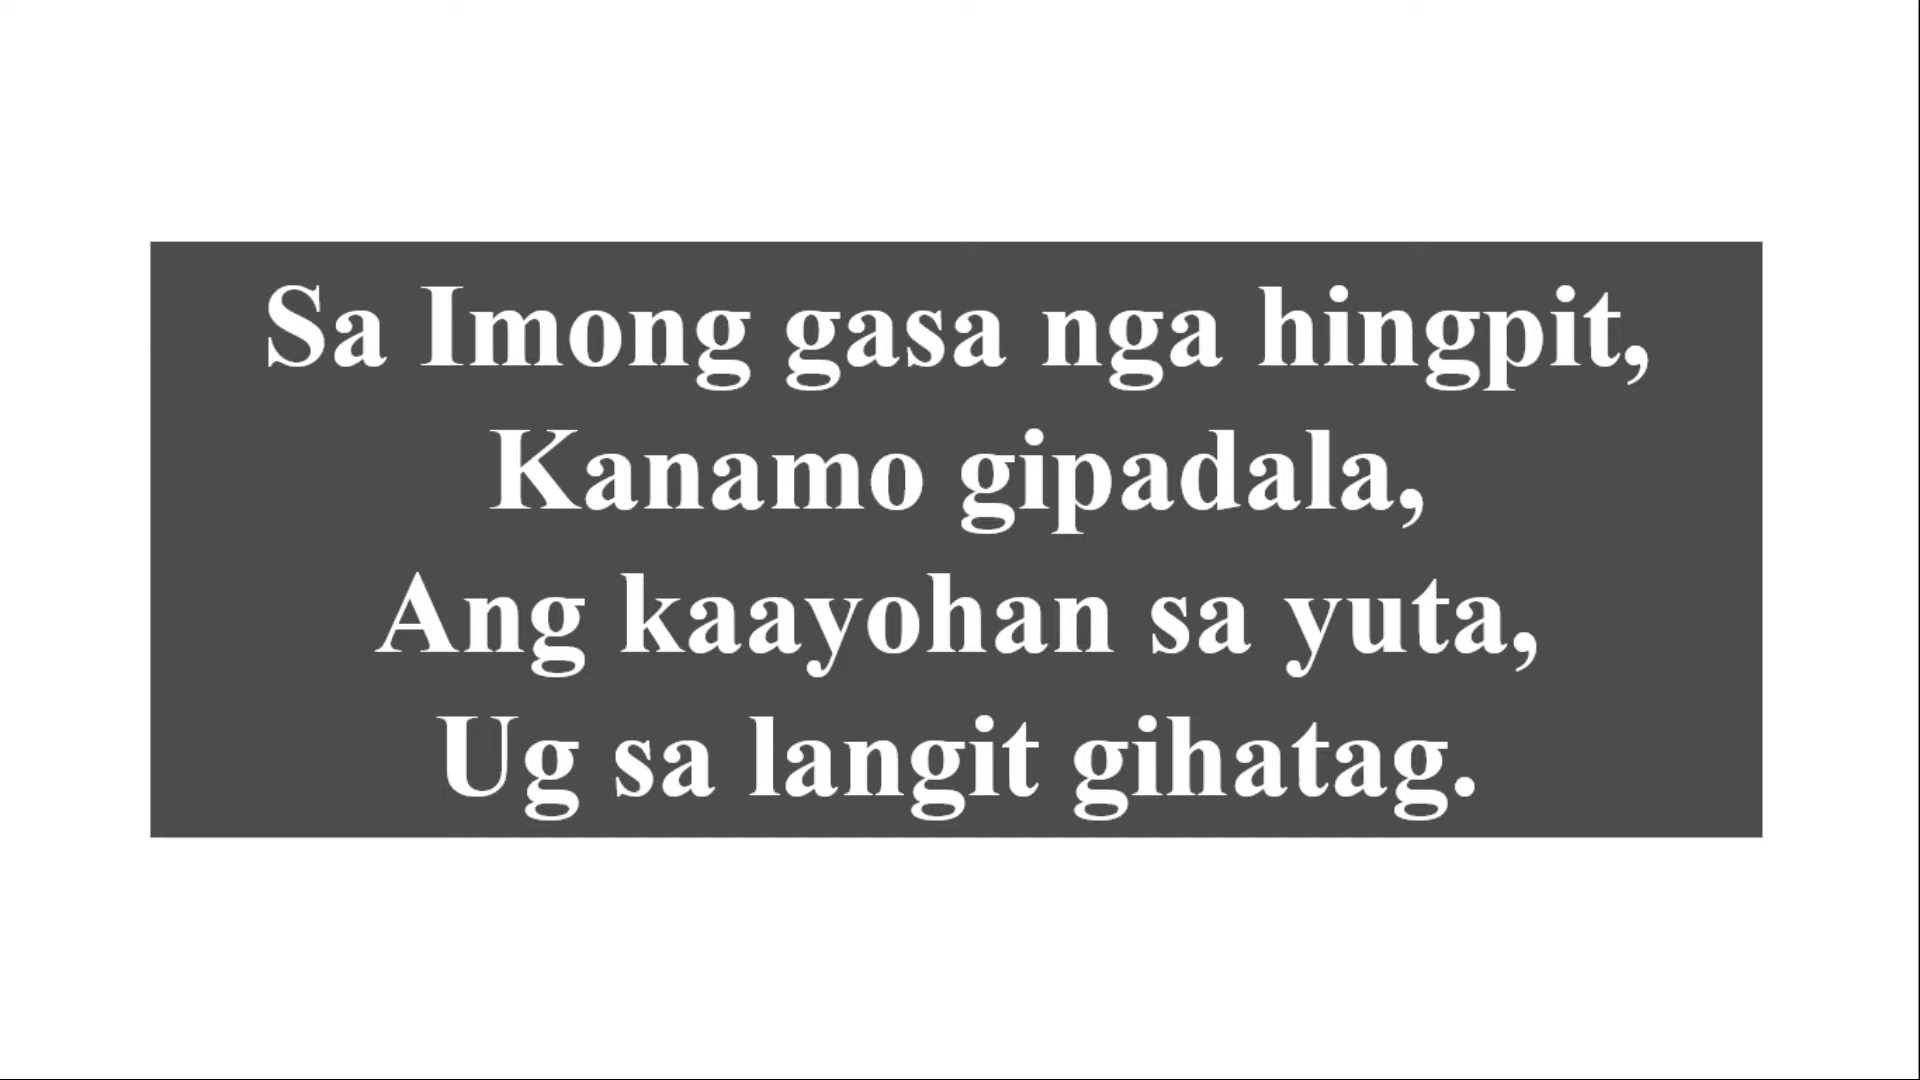 Sa Imong gasa nga hingpit,
Kanamo gipadala,
Ang kaayohan sa yuta,
Ug sa langit gihatag.